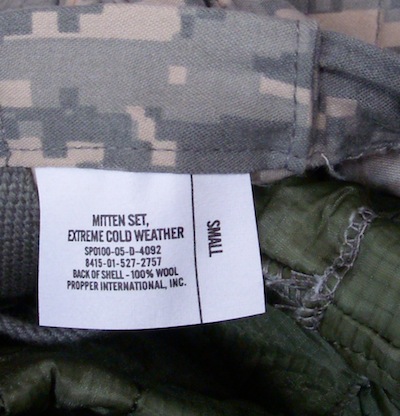 MITTEN SET,
EXTREME COLD WEATHER
SPO100-05-D-4092
8415-01-527-2757
BACK OF SHELL - 100% WOOL
PROPPER INTERNATIONAL, INC.
SMALL